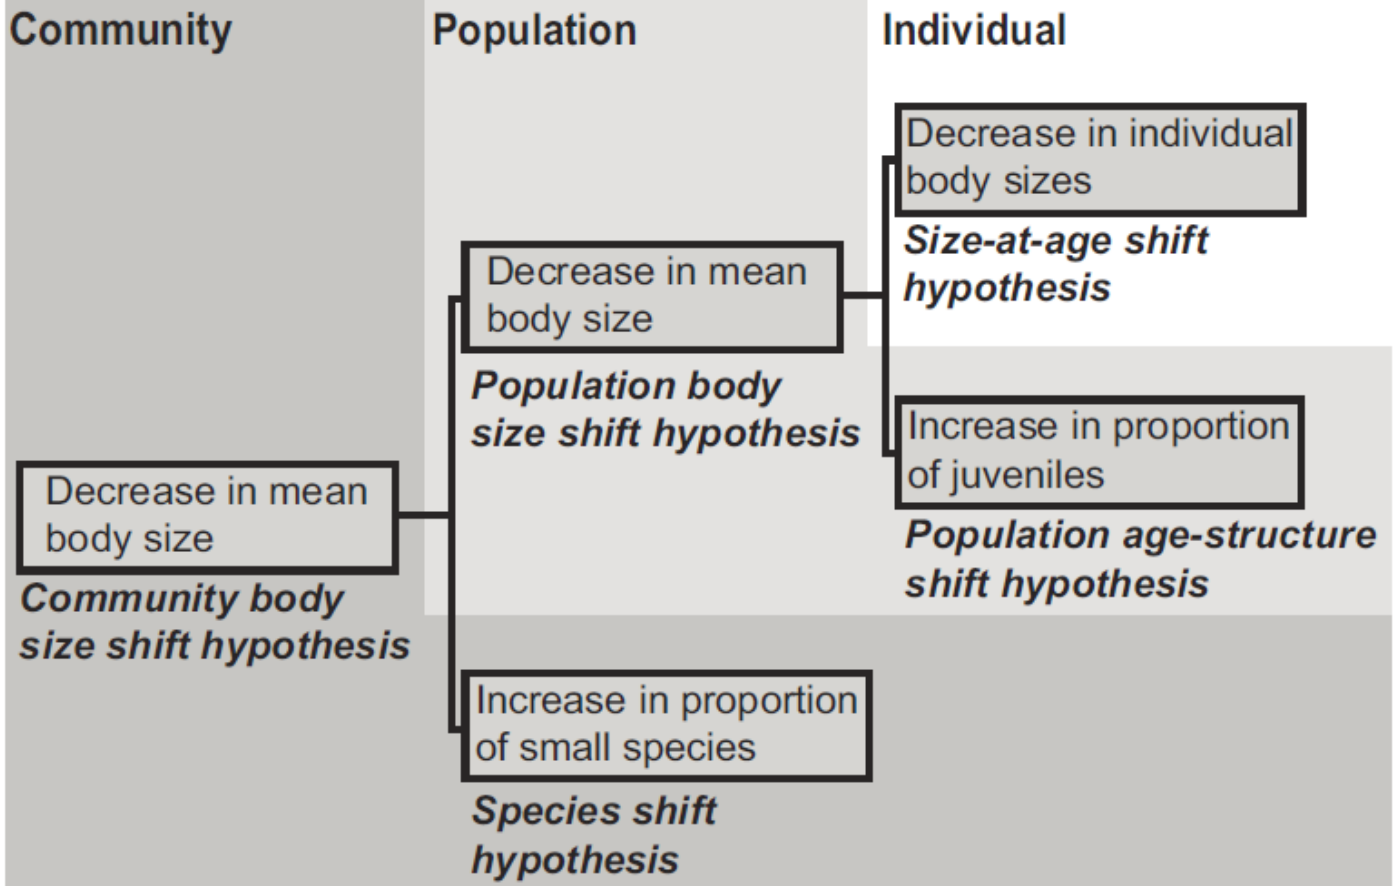 Community
Population
Individual
Decrease in individual
body sizes
Size-at-age shift
hypothesis
Decrease in mean
body size
Population body
size shift hypothesis
Increase in proportion
of juveniles
Population age-structure
shift hypothesis
Decrease in mean
body size
Community body
size shift hypothesis
Increase in proportion
of small species
Species shift
hypothesis